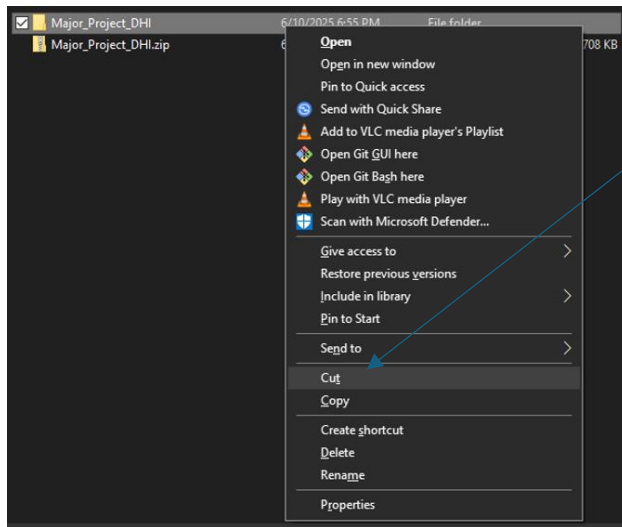 Major_Project_DHI 6/10/2025 6:55 PM File folder
Major_Project_DHI.zip 708 KB
Open
Open in new window
Pin to Quick access
Send with Quick Share
Add to VLC media player's Playlist
Open Git GUI here
Open Git Bash here
Play with VLC media player
Scan with Microsoft Defender...
Give access to
Restore previous versions
Include in library
Pin to Start
Send to
Cut
Copy
Create shortcut
Delete
Rename
Properties